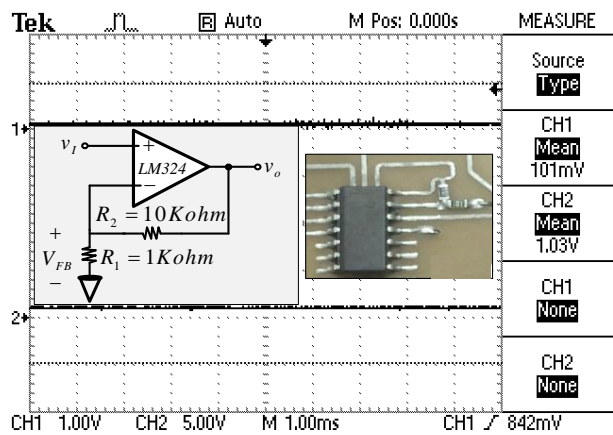 Tek R Auto M Pos: 0.000s MEASURE
Source
Type
1
CH1
Mean
101mV
v_I
+
LM324
−
v_o
R_2 = 10Kohm
+
V_FB
−
R_1 = 1Kohm
CH2
Mean
1.03V
CH1
None
2
CH2
None
CH1 1.00V CH2 5.00V M 1.00ms CH1 842mV